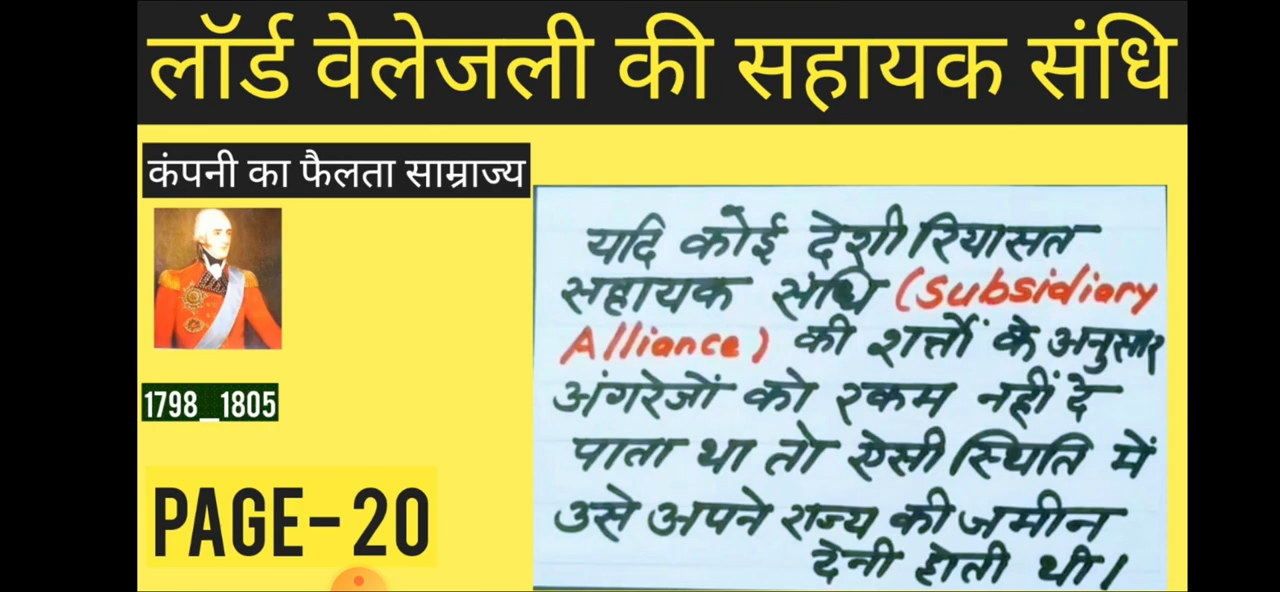 लॉर्ड वेलेजली की सहायक संधि
कंपनी का फैलता साम्राज्य
1798_1805
PAGE-20
यदि कोई देशी रियासत
सहायक संधि (Subsidiary
Alliance) की शर्त्तों के अनुसार
अंगरेजों को रकम नहीं दे
पाता था तो ऐसी स्थिति में
उसे अपने राज्य की जमीन
देनी होती थी।